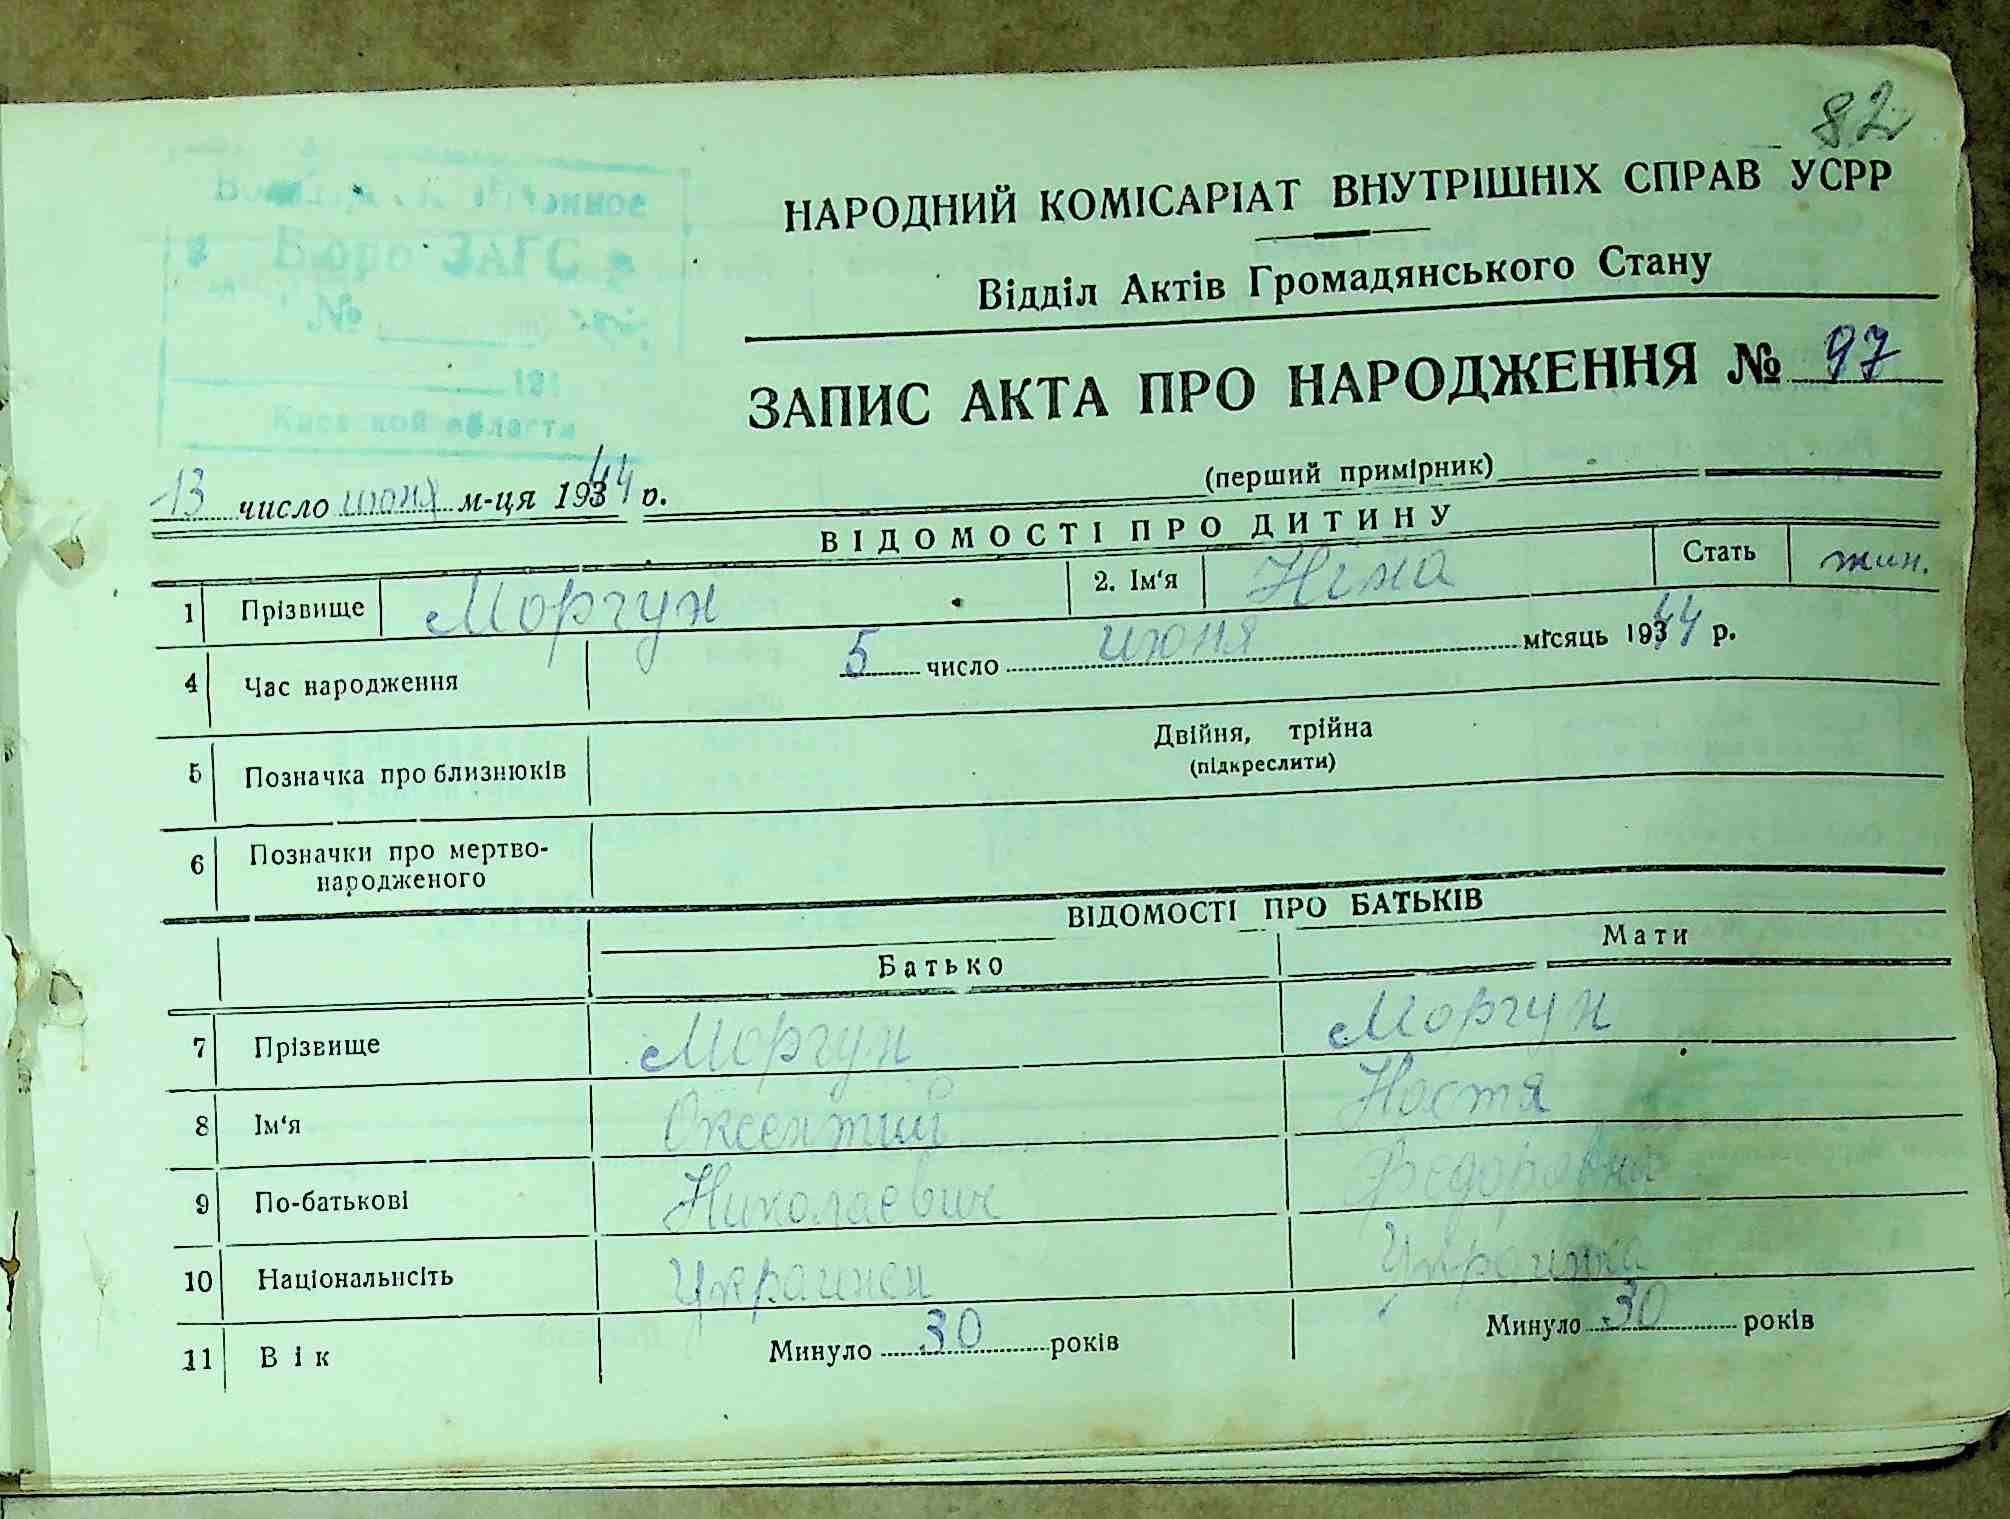 82
НАРОДНИЙ КОМІСАРІАТ ВНУТРІШНІХ СПРАВ УСРР
Бюро ЗАГС
№
Відділ Актів Громадянського Стану
ЗАПИС АКТА ПРО НАРОДЖЕННЯ № 97
Киевской области
(перший примірник)
13 число июня м-ця 1944 р.
ВІДОМОСТІ ПРО ДИТИНУ
1 Прізвище Моргун 2. Ім‘я Ніна Стать жин.
4 Час народження 5 число июня місяць 1944 р.
5 Позначка про близнюків Двійня, трійна
(підкреслити)
6 Позначки про мертво-
народженого
ВІДОМОСТІ ПРО БАТЬКІВ
Батько Мати
7 Прізвище Моргун Моргун
8 Ім‘я Оксентий Настя
9 По-батькові Николаевич Федоровна
10 Національність Украинец Украинка
11 Вік Минуло 30 років Минуло 30 років